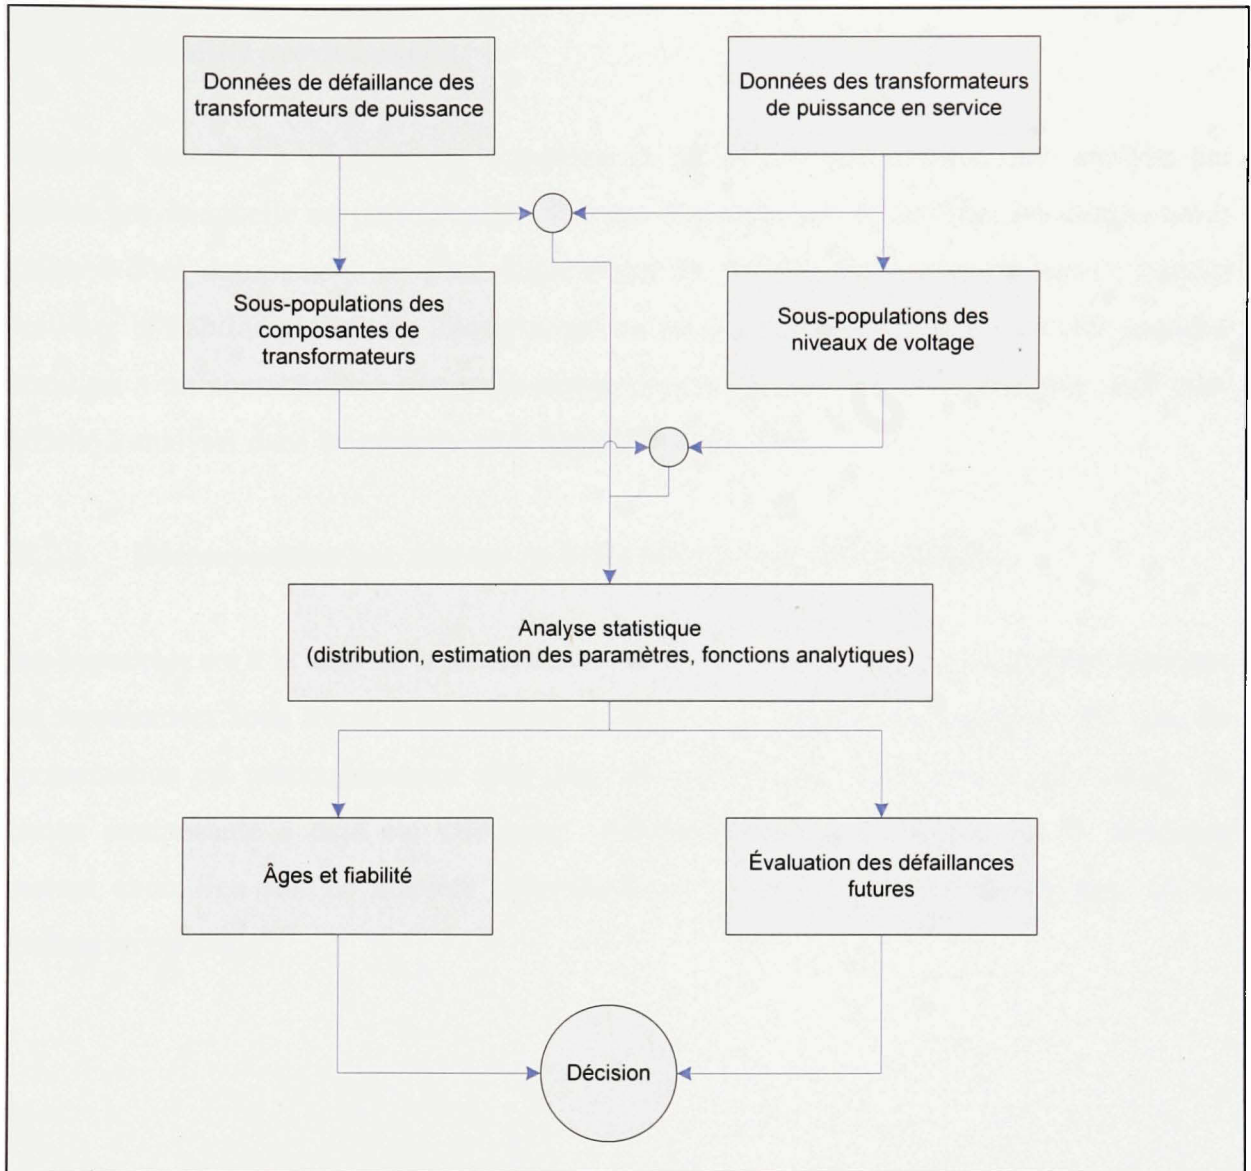 Données de défaillance des
transformateurs de puissance
Données des transformateurs
de puissance en service
Sous-populations des
composantes de
transformateurs
Sous-populations des
niveaux de voltage
Analyse statistique
(distribution, estimation des paramètres, fonctions analytiques)
Âges et fiabilité
Évaluation des défaillances
futures
Décision